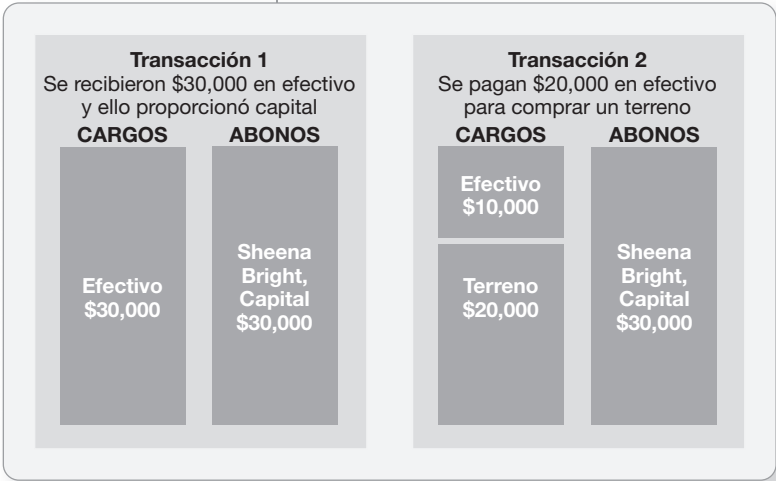 Transacción 1
Se recibieron $30,000 en efectivo
y ello proporcionó capital
CARGOS ABONOS
Efectivo
$30,000
Sheena
Bright,
Capital
$30,000
Transacción 2
Se pagan $20,000 en efectivo
para comprar un terreno
CARGOS ABONOS
Efectivo
$10,000
Terreno
$20,000
Sheena
Bright,
Capital
$30,000